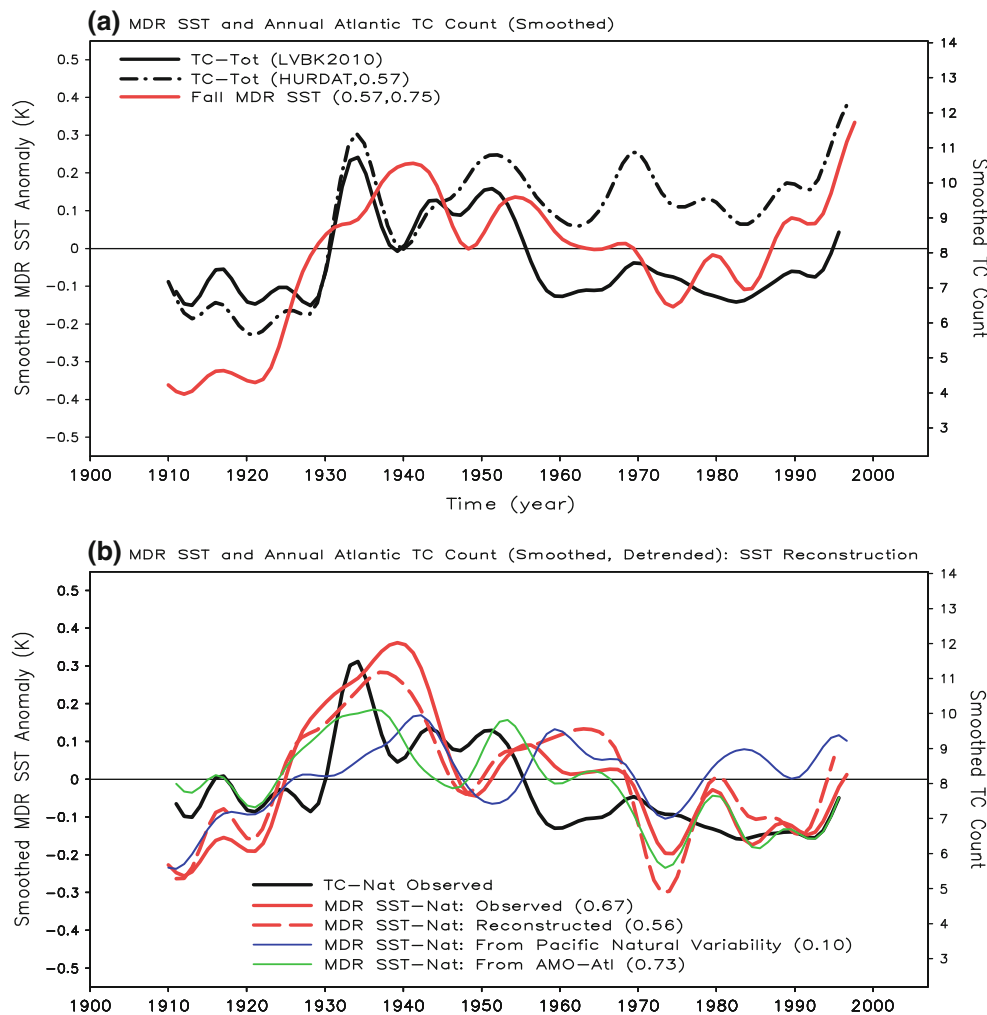 (a) MDR SST and Annual Atlantic TC Count (Smoothed)
TC-Tot (LVBK2010)
TC-Tot (HURDAT,0.57)
Fall MDR SST (0.57,0.75)
Smoothed MDR SST Anomaly (K)
0.5
0.4
0.3
0.2
0.1
0
-0.1
-0.2
-0.3
-0.4
-0.5
14
13
12
11
10
9
8
7
6
5
4
3
2
Smoothed TC Count
1900 1910 1920 1930 1940 1950 1960 1970 1980 1990 2000
Time (year)
(b) MDR SST and Annual Atlantic TC Count (Smoothed, Detrended): SST Reconstruction
Smoothed MDR SST Anomaly (K)
0.5
0.4
0.3
0.2
0.1
0
-0.1
-0.2
-0.3
-0.4
-0.5
14
13
12
11
10
9
8
7
6
5
4
3
Smoothed TC Count
TC-Nat Observed
MDR SST-Nat: Observed (0.67)
MDR SST-Nat: Reconstructed (0.56)
MDR SST-Nat: From Pacific Natural Variability (0.10)
MDR SST-Nat: From AMO-Atl (0.73)
1900 1910 1920 1930 1940 1950 1960 1970 1980 1990 2000